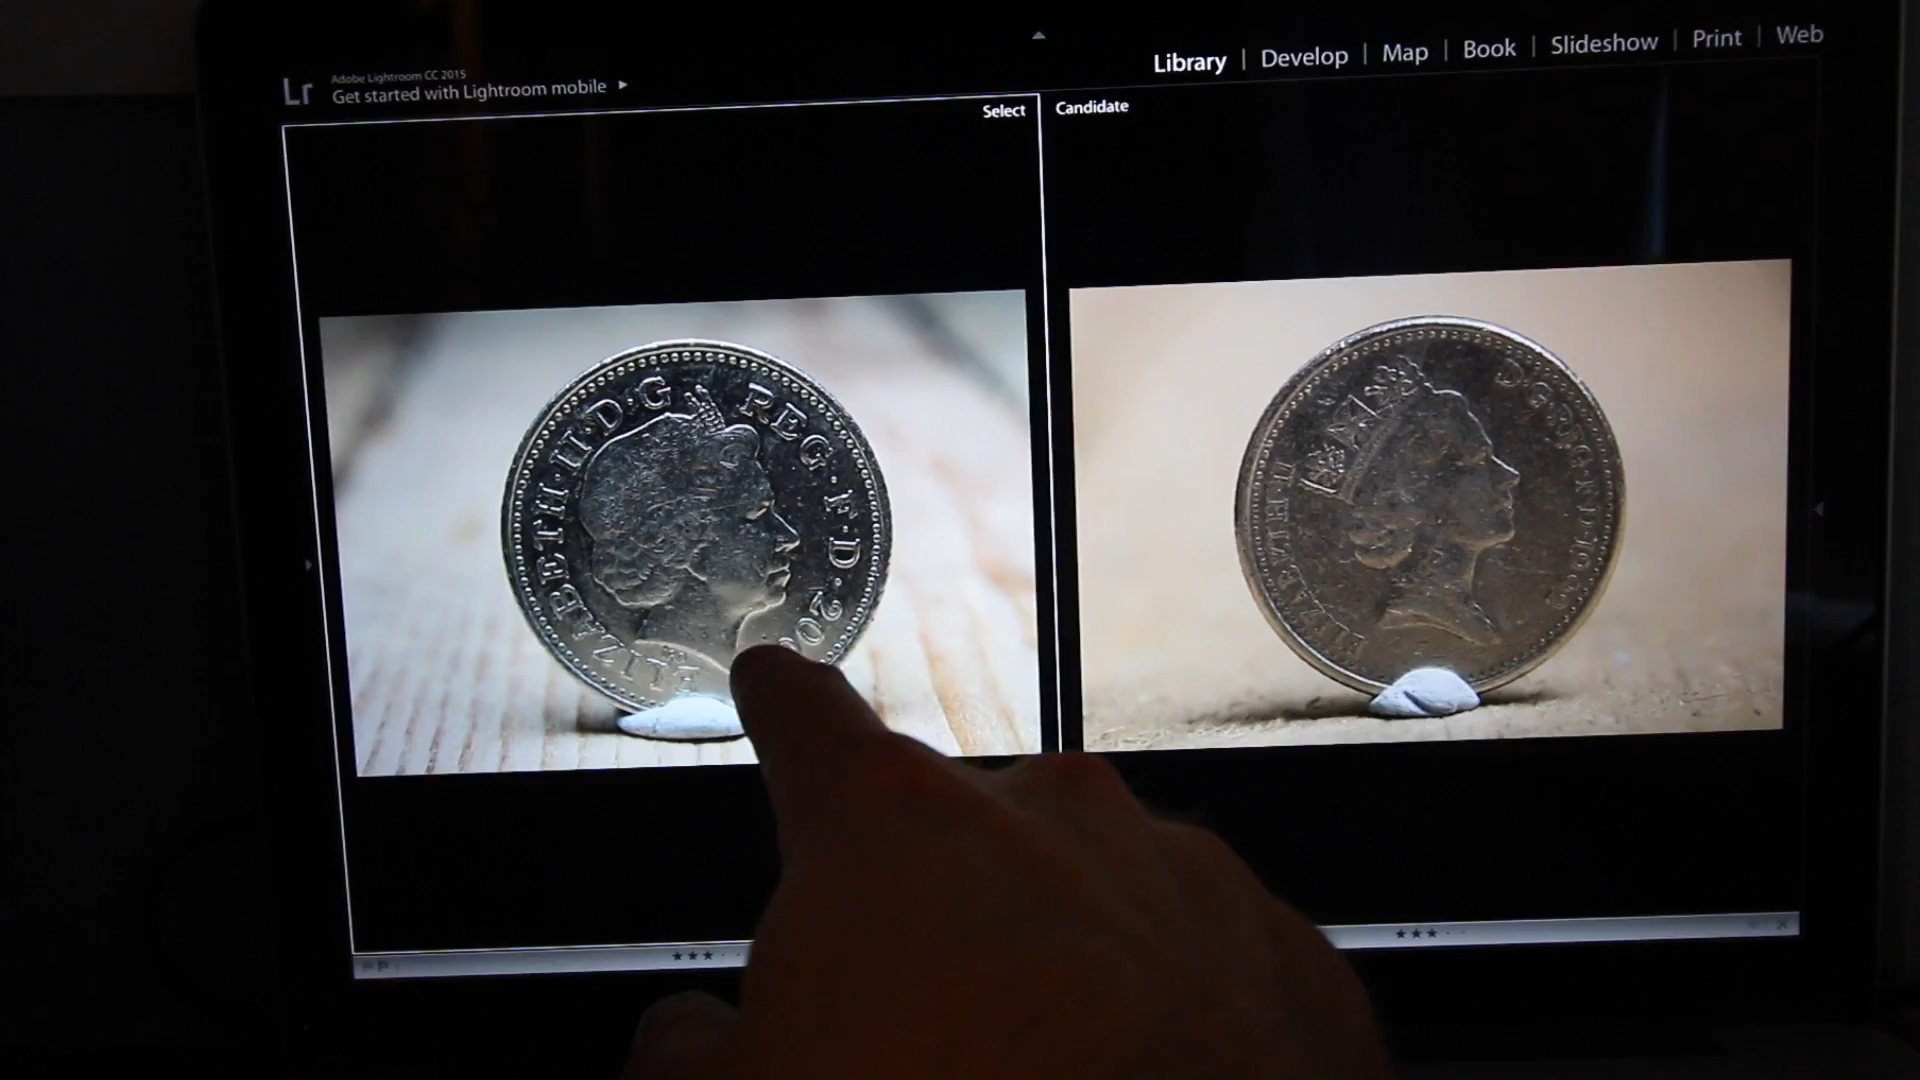 Lr
Adobe Lightroom CC 2015
Get started with Lightroom mobile
Library | Develop | Map | Book | Slideshow | Print | Web
Select
Candidate
ELIZABETH·II·D·G REG·F·D·20
ELIZABETH·II D·G·REG·F·D·